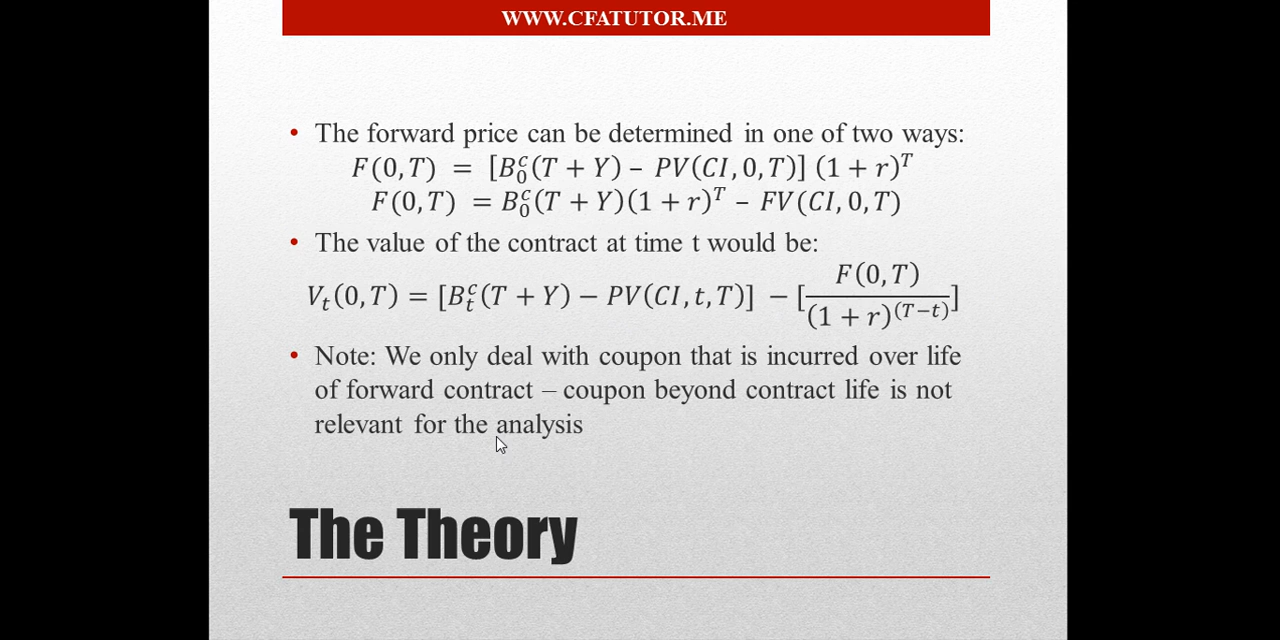 WWW.CFATUTOR.ME
• The forward price can be determined in one of two ways:
F(0,T) = [B₀ᶜ(T + Y) – PV(CI,0,T)] (1 + r)ᵀ
F(0,T) = B₀ᶜ(T + Y)(1 + r)ᵀ – FV(CI,0,T)
• The value of the contract at time t would be:
Vₜ(0,T) = [Bₜᶜ(T + Y) − PV(CI,t,T)] − [F(0,T)/(1 + r)^(T−t)]
• Note: We only deal with coupon that is incurred over life
of forward contract – coupon beyond contract life is not
relevant for the analysis
The Theory